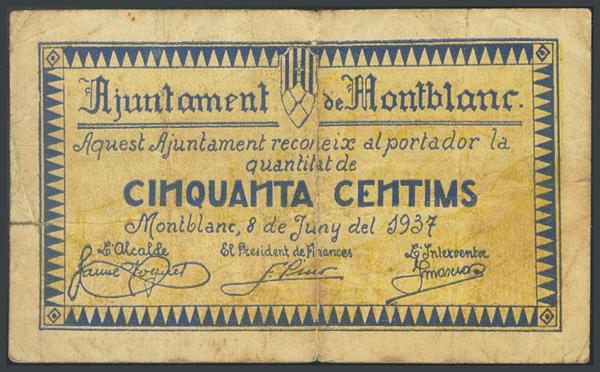 Ajuntament de Montblanc.
Aquest Ajuntament reconeix al portador la
quantitat de
CINQUANTA CENTIMS
Montblanc, 8 de Juny del 1937
L'Alcalde El President de Finances L'Interventor
Jaume